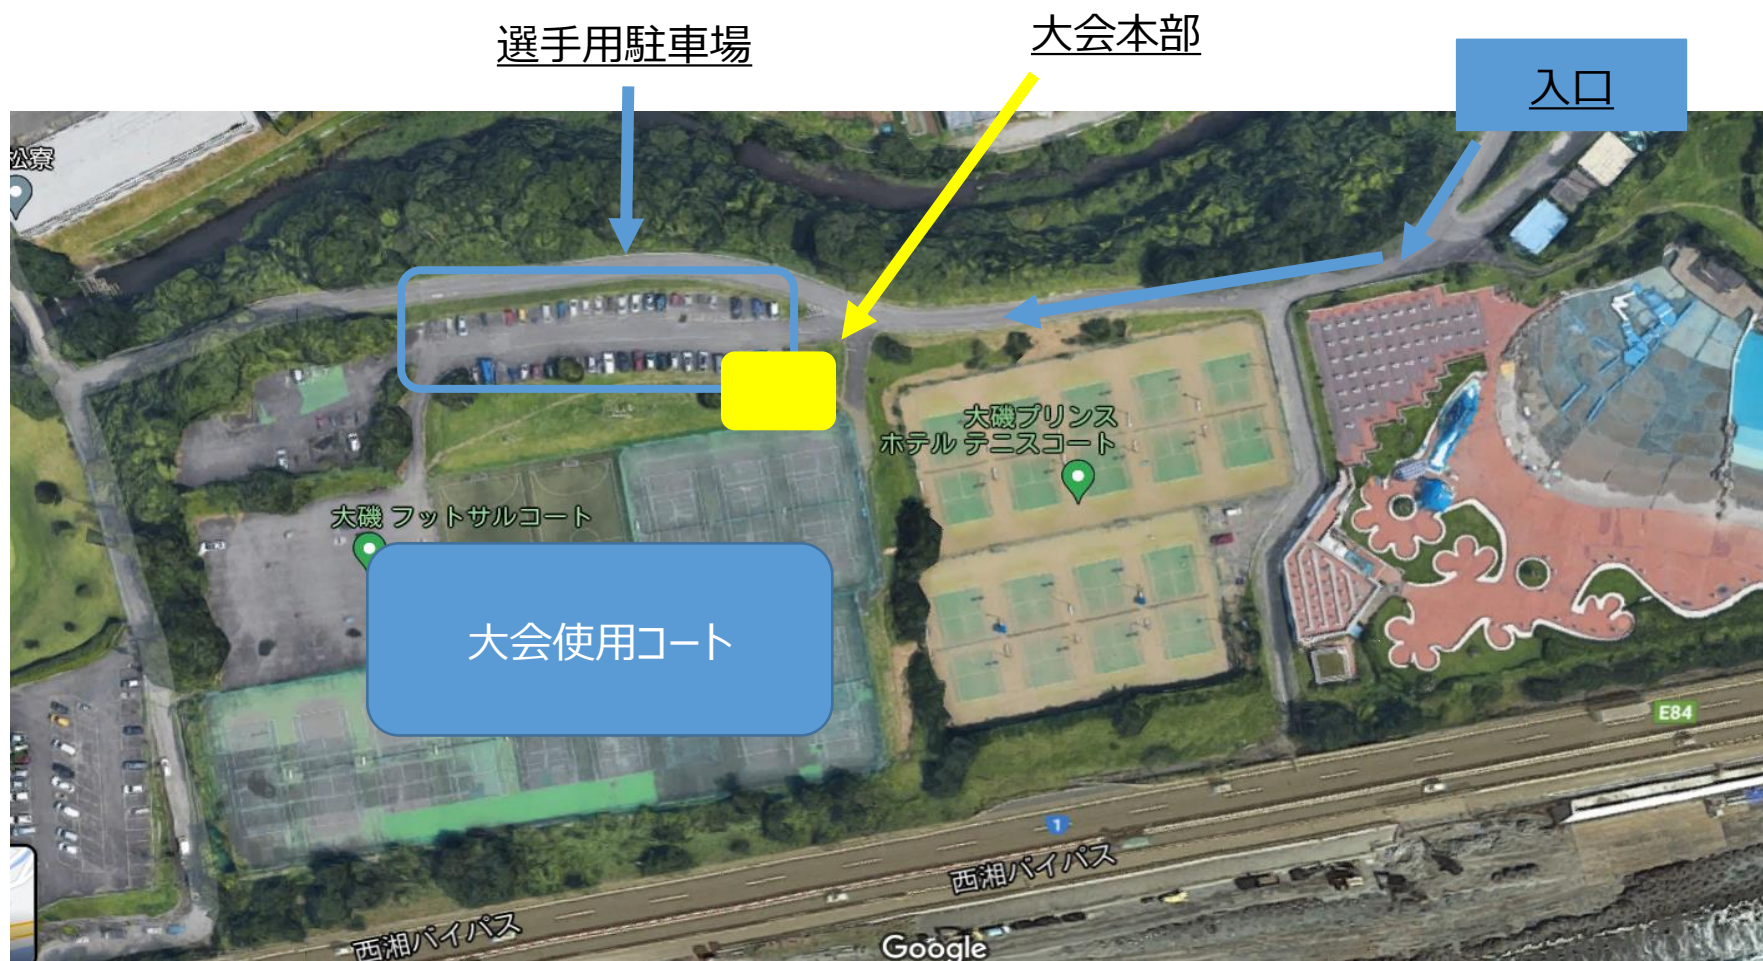 選手用駐車場
大会本部
入口
公寮
大磯プリンス
ホテル テニスコート
大磯 フットサルコート
大会使用コート
E84
1
西湘バイパス
西湘バイパス
Google